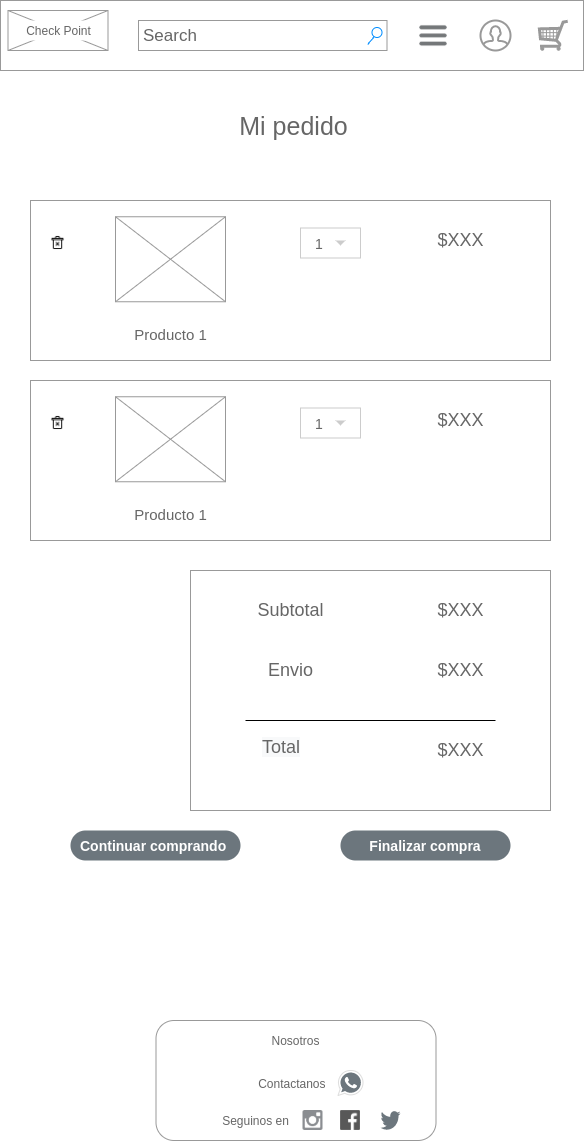 Check Point
Search
Mi pedido
1
$XXX
Producto 1
1
$XXX
Producto 1
Subtotal $XXX
Envio $XXX
Total $XXX
Continuar comprando Finalizar compra
Nosotros
Contactanos
Seguinos en